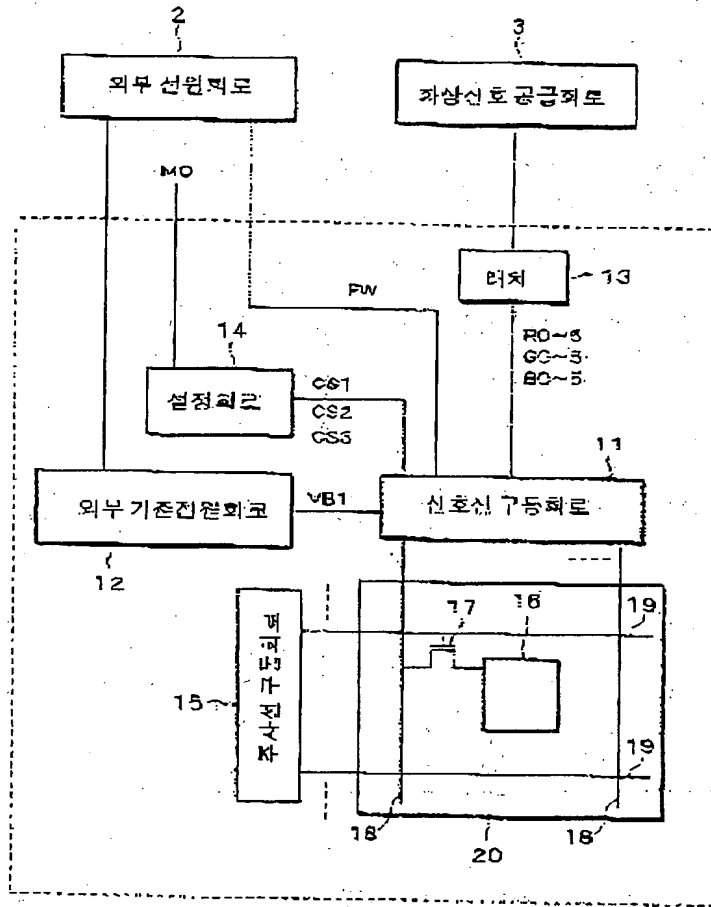 2
3
외부 전원회로
화상신호 공급회로
MO
래치
13
PW
14
R0~5
G0~5
B0~5
설정회로
CS1
CS2
CS3
11
외부 기준전원회로
VB1
신호선 구동회로
12
17
16
19
주사선 구동회로
15
19
18
20
18